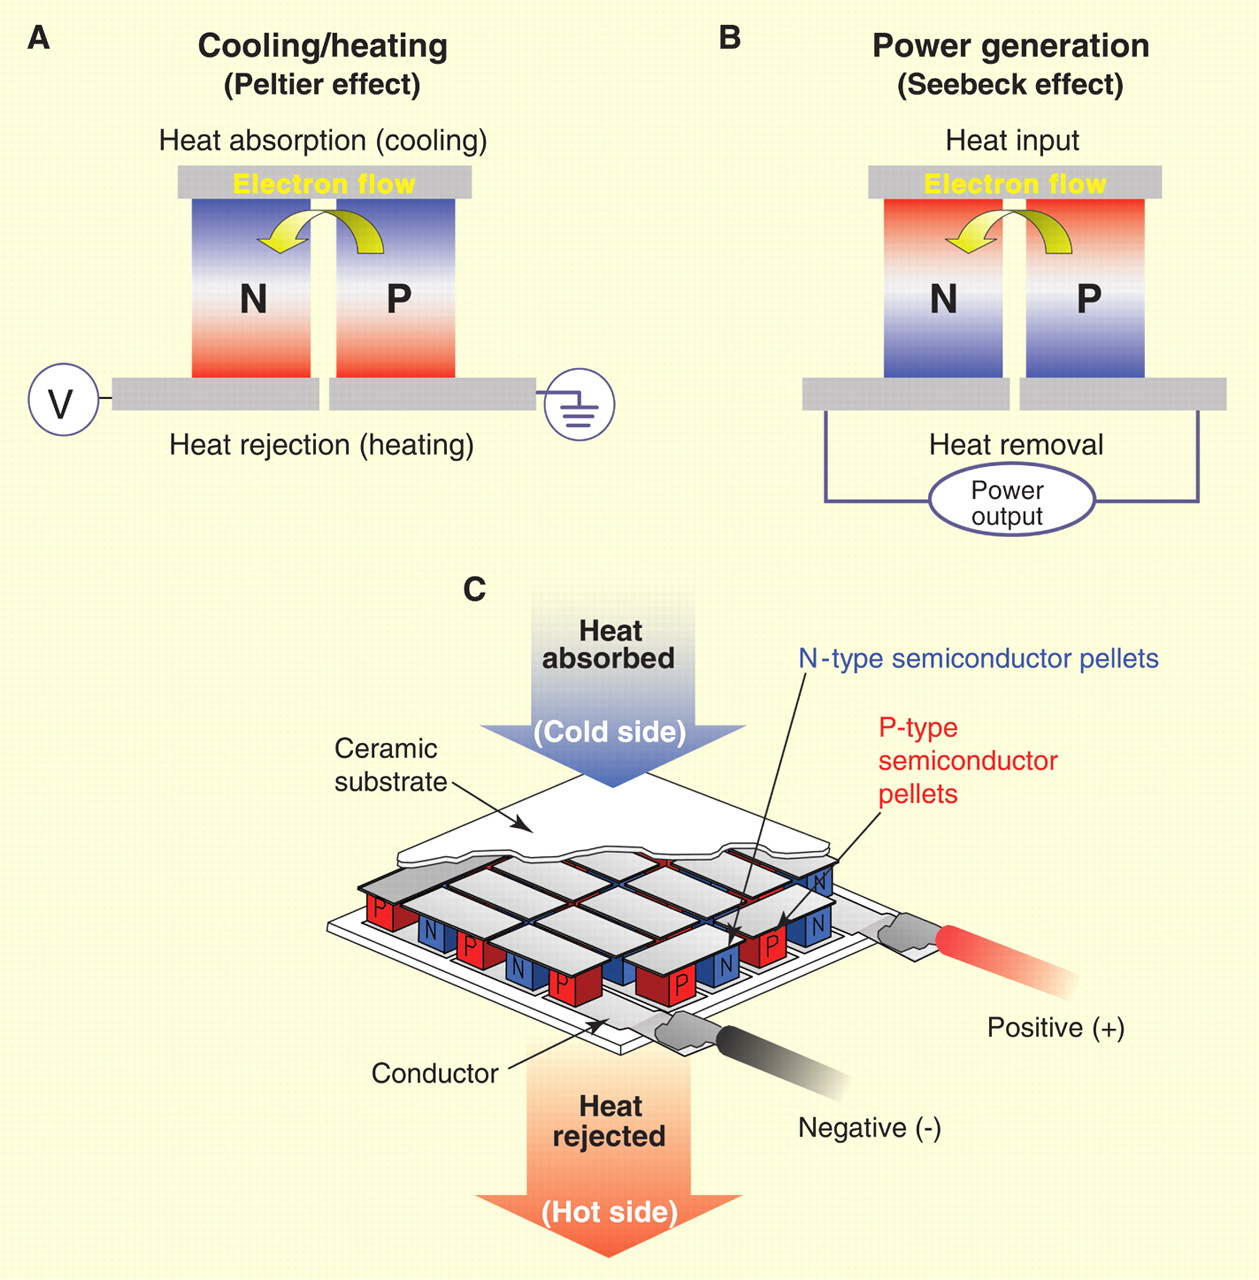 A
Cooling/heating
(Peltier effect)
Heat absorption (cooling)
Electron flow
N
P
V
Heat rejection (heating)
B
Power generation
(Seebeck effect)
Heat input
Electron flow
N
P
Heat removal
Power
output
C
Heat
absorbed
(Cold side)
N-type semiconductor pellets
P-type
semiconductor
pellets
Ceramic
substrate
N
P
N
P
N
P
P
N
P
N
Positive (+)
Conductor
Negative (-)
Heat
rejected
(Hot side)